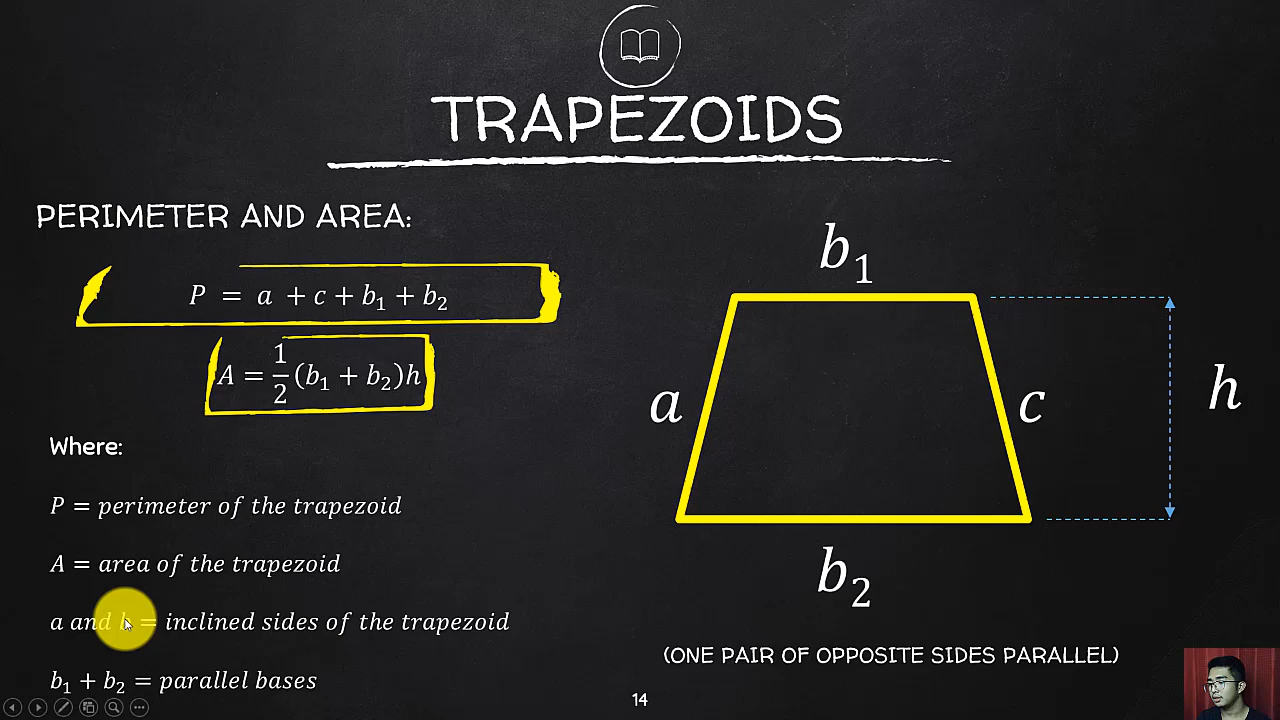 TRAPEZOIDS
PERIMETER AND AREA:
P = a + c + b₁ + b₂
A = 1/2 (b₁ + b₂)h
Where:
P = perimeter of the trapezoid
A = area of the trapezoid
a and b = inclined sides of the trapezoid
b₁ + b₂ = parallel bases
b₁
a
c
h
b₂
(ONE PAIR OF OPPOSITE SIDES PARALLEL)
14